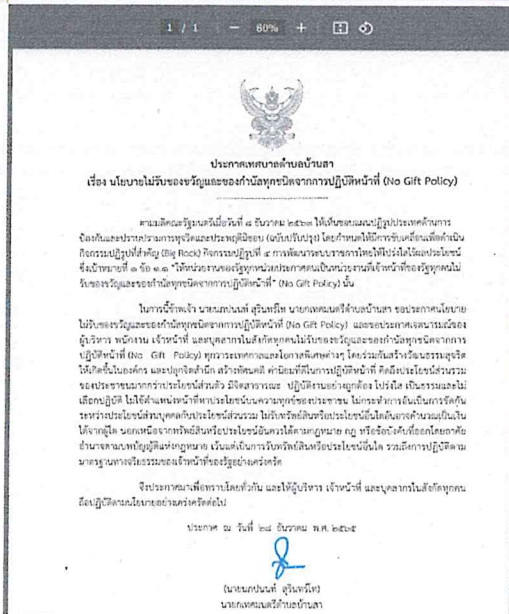 1 / 1 — 80% +
ประกาศเทศบาลตำบลบ้านสา
เรื่อง นโยบายไม่รับของขวัญและของกำนัลทุกชนิดจากการปฏิบัติหน้าที่ (No Gift Policy)
ตามมติคณะรัฐมนตรีเมื่อวันที่ ๘ ธันวาคม ๒๕๖๓ ให้เห็นชอบแผนปฏิรูปประเทศด้านการ
ป้องกันและปราบปรามการทุจริตและประพฤติมิชอบ (ฉบับปรับปรุง) โดยกำหนดให้มีการขับเคลื่อนเพื่อดำเนิน
กิจกรรมปฏิรูปที่สำคัญ (Big Rock) กิจกรรมปฏิรูปที่ ๔ การพัฒนาระบบราชการไทยให้โปร่งใสไร้ผลประโยชน์
ซึ่งเป้าหมายที่ ๑ ข้อ ๑.๑ "ให้หน่วยงานของรัฐทุกหน่วยประกาศตนเป็นหน่วยงานที่เจ้าหน้าที่ของรัฐทุกคนไม่
รับของขวัญและของกำนัลทุกชนิดจากการปฏิบัติหน้าที่" (No Gift Policy) นั้น
ในการนี้ข้าพเจ้า นายนภนนท์ สุรินทร์โท นายกเทศมนตรีตำบลบ้านสา ขอประกาศนโยบาย
ไม่รับของขวัญและของกำนัลทุกชนิดจากการปฏิบัติหน้าที่ (No Gift Policy) และขอประกาศเจตนารมณ์ของ
ผู้บริหาร พนักงาน เจ้าหน้าที่ และบุคลากรในสังกัดทุกคนไม่รับของขวัญและของกำนัลทุกชนิดจากการ
ปฏิบัติหน้าที่ (No Gift Policy) ทุกวาระเทศกาลและโอกาสพิเศษต่างๆ โดยร่วมกันสร้างวัฒนธรรมสุจริต
ให้เกิดขึ้นในองค์กร และปลูกจิตสำนึก สร้างทัศนคติ ค่านิยมที่ดีในการปฏิบัติหน้าที่ คิดถึงประโยชน์ส่วนรวม
ของประชาชนมากกว่าประโยชน์ส่วนตัว มีจิตสาธารณะ ปฏิบัติงานอย่างถูกต้อง โปร่งใส เป็นธรรมและไม่
เลือกปฏิบัติ ไม่ใช้ตำแหน่งหน้าที่หาประโยชน์บนความทุกข์ของประชาชน ไม่กระทำการอันเป็นการขัดกัน
ระหว่างประโยชน์ส่วนบุคคลกับประโยชน์ส่วนรวม ไม่รับทรัพย์สินหรือประโยชน์อื่นใดอันอาจคำนวณเป็นเงิน
ได้จากผู้ใด นอกเหนือจากทรัพย์สินหรือประโยชน์อันควรได้ตามกฎหมาย กฎ หรือข้อบังคับที่ออกโดยอาศัย
อำนาจตามบทบัญญัติแห่งกฎหมาย เว้นแต่เป็นการรับทรัพย์สินหรือประโยชน์อื่นใด รวมถึงการปฏิบัติตาม
มาตรฐานทางจริยธรรมของเจ้าหน้าที่ของรัฐอย่างเคร่งครัด
จึงประกาศมาเพื่อทราบโดยทั่วกัน และให้ผู้บริหาร เจ้าหน้าที่ และบุคลากรในสังกัดทุกคน
ถือปฏิบัติตามนโยบายอย่างเคร่งครัดต่อไป
ประกาศ ณ วันที่ ๒๘ ธันวาคม พ.ศ. ๒๕๖๕
(นายนภนนท์ สุรินทร์โท)
นายกเทศมนตรีตำบลบ้านสา